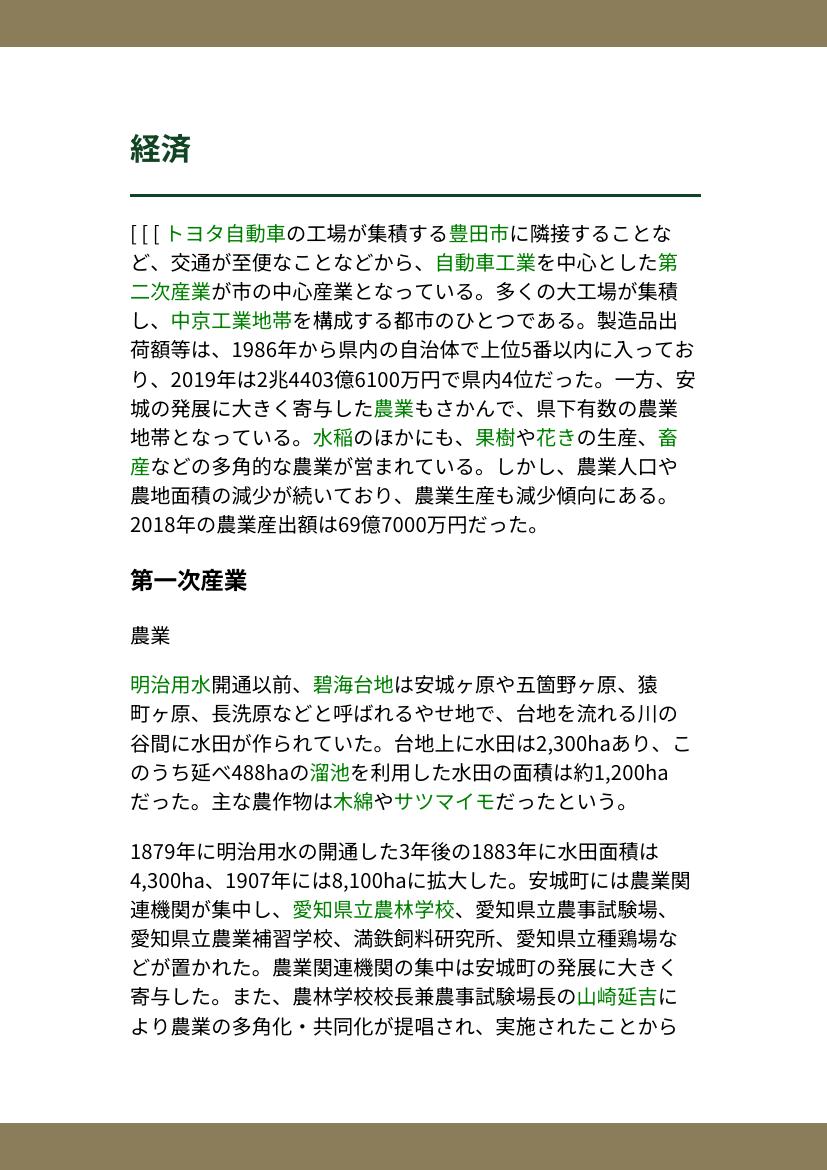 経済
[ [ [ トヨタ自動車の工場が集積する豊田市に隣接することな
ど、交通が至便なことなどから、自動車工業を中心とした第
二次産業が市の中心産業となっている。多くの大工場が集積
し、中京工業地帯を構成する都市のひとつである。製造品出
荷額等は、1986年から県内の自治体で上位5番以内に入ってお
り、2019年は2兆4403億6100万円で県内4位だった。一方、安
城の発展に大きく寄与した農業もさかんで、県下有数の農業
地帯となっている。水稲のほかにも、果樹や花きの生産、畜
産などの多角的な農業が営まれている。しかし、農業人口や
農地面積の減少が続いており、農業生産も減少傾向にある。
2018年の農業産出額は69億7000万円だった。
第一次産業
農業
明治用水開通以前、碧海台地は安城ヶ原や五箇野ヶ原、猿
町ヶ原、長洗原などと呼ばれるやせ地で、台地を流れる川の
谷間に水田が作られていた。台地上に水田は2,300haあり、こ
のうち延べ488haの溜池を利用した水田の面積は約1,200ha
だった。主な農作物は木綿やサツマイモだったという。
1879年に明治用水の開通した3年後の1883年に水田面積は
4,300ha、1907年には8,100haに拡大した。安城町には農業関
連機関が集中し、愛知県立農林学校、愛知県立農事試験場、
愛知県立農業補習学校、満鉄飼料研究所、愛知県立種鶏場な
どが置かれた。農業関連機関の集中は安城町の発展に大きく
寄与した。また、農林学校校長兼農事試験場長の山崎延吉に
より農業の多角化・共同化が提唱され、実施されたことから